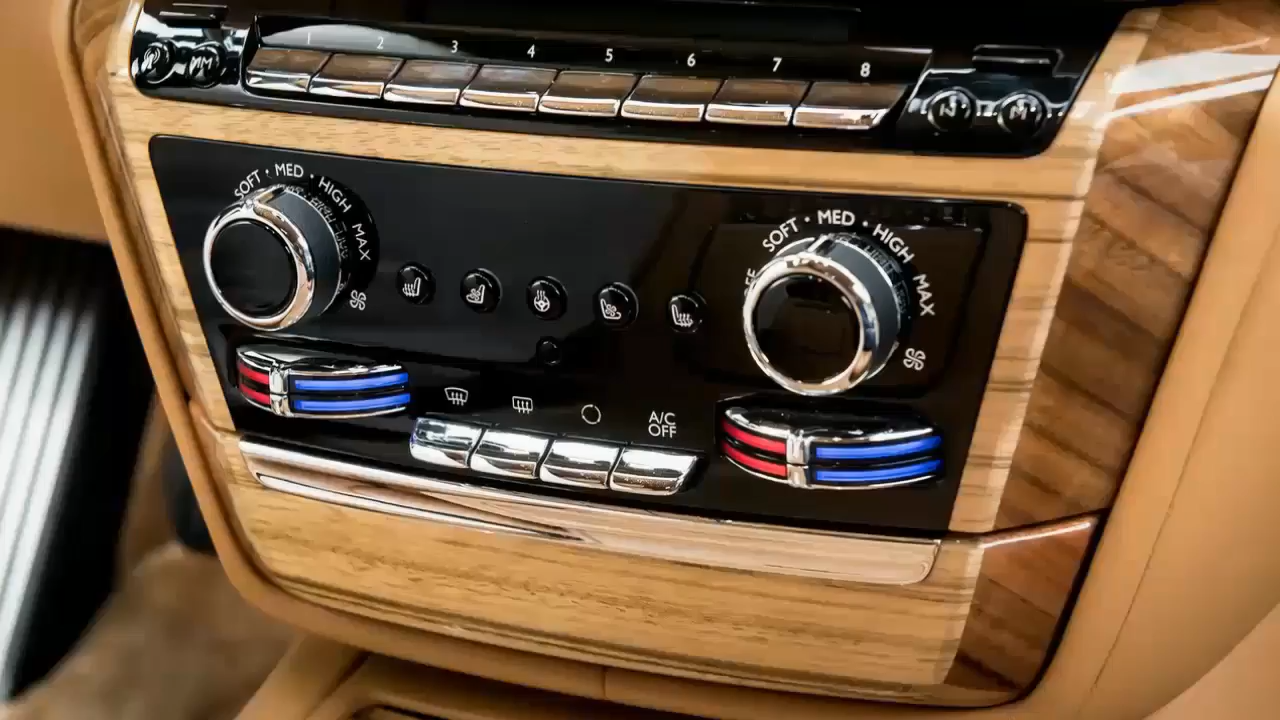 1 2 3 4 5 6 7 8
SOFT · MED · HIGH MAX
SOFT · MED · HIGH MAX
A/C
OFF